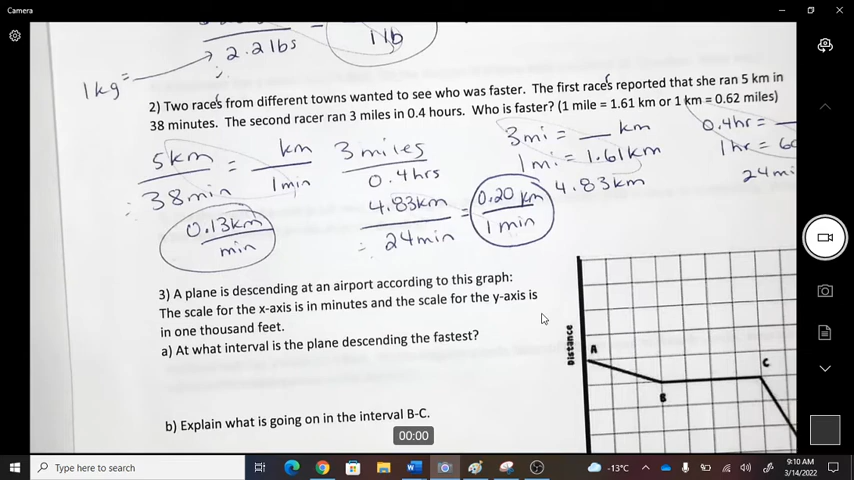 Camera
2.2lbs
1lb
1kg =
2) Two racers from different towns wanted to see who was faster. The first racers reported that she ran 5 km in
38 minutes. The second racer ran 3 miles in 0.4 hours. Who is faster? (1 mile = 1.61 km or 1 km = 0.62 miles)
5km = km
38min 1min
0.13km
min
3 miles
0.4hrs
4.83km = 0.20 km
24min 1 min
3mi = __ km
1mi = 1.61km
4.83km
0.4hr = __
1hr = 60
24mi
3) A plane is descending at an airport according to this graph:
The scale for the x-axis is in minutes and the scale for the y-axis is
in one thousand feet.
a) At what interval is the plane descending the fastest?
b) Explain what is going on in the interval B-C.
Distance
A
B
C
00:00
Type here to search
-13°C
9:10 AM
3/14/2022